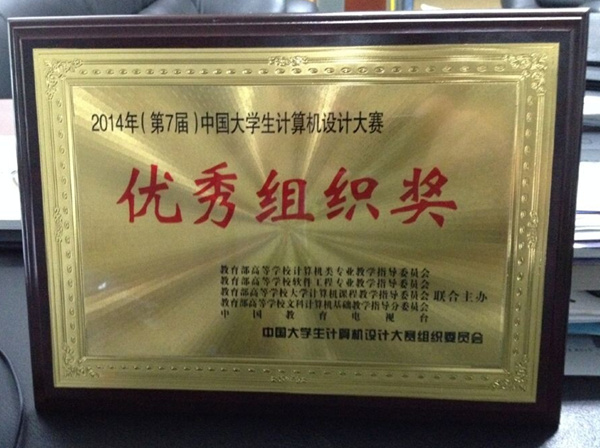 2014年(第7届)中国大学生计算机设计大赛
优秀组织奖
教育部高等学校计算机类专业教学指导委员会
教育部高等学校软件工程专业教学指导委员会
教育部高等学校大学计算机课程教学指导委员会 联合主办
教育部高等学校文科计算机基础教学指导分委员会
中国教育电视台
中国大学生计算机设计大赛组织委员会